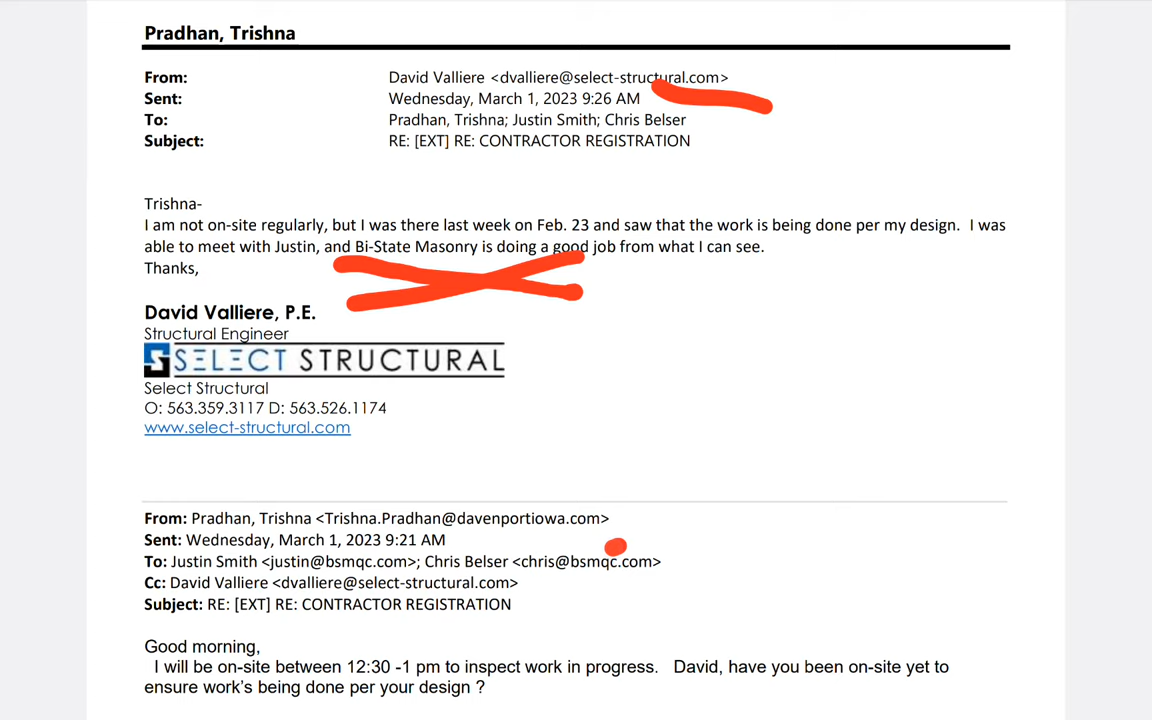 Pradhan, Trishna
From: David Valliere <dvalliere@select-structural.com>
Sent: Wednesday, March 1, 2023 9:26 AM
To: Pradhan, Trishna; Justin Smith; Chris Belser
Subject: RE: [EXT] RE: CONTRACTOR REGISTRATION
Trishna-
I am not on-site regularly, but I was there last week on Feb. 23 and saw that the work is being done per my design.  I was
able to meet with Justin, and Bi-State Masonry is doing a good job from what I can see.
Thanks,
David Valliere, P.E.
Structural Engineer
SELECT STRUCTURAL
Select Structural
O: 563.359.3117 D: 563.526.1174
www.select-structural.com
From: Pradhan, Trishna <Trishna.Pradhan@davenportiowa.com>
Sent: Wednesday, March 1, 2023 9:21 AM
To: Justin Smith <justin@bsmqc.com>; Chris Belser <chris@bsmqc.com>
Cc: David Valliere <dvalliere@select-structural.com>
Subject: RE: [EXT] RE: CONTRACTOR REGISTRATION
Good morning,
I will be on-site between 12:30 -1 pm to inspect work in progress.   David, have you been on-site yet to
ensure work's being done per your design ?